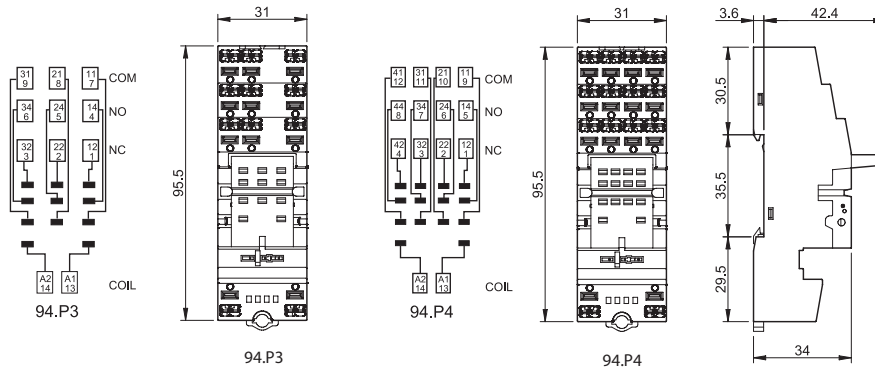 31
31
3.6
42.4
31 21 11 COM
9 8 7
34 24 14 NO
6 5 4
32 22 12 NC
3 2 1
A2 A1 COIL
14 13
94.P3
95.5
94.P3
41 31 21 11 COM
12 11 10 9
44 34 24 14 NO
8 7 6 5
42 32 22 12 NC
4 3 2 1
A2 A1 COIL
14 13
94.P4
95.5
94.P4
30.5
35.5
29.5
34